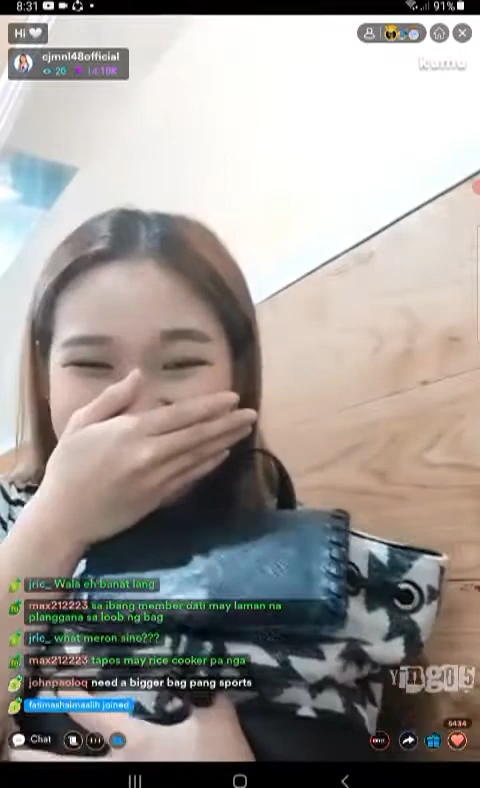 8:31
91%
Hi
cjmnl48official
20 14.18K
kumu
jric_ Wala eh banat lang
max212223 sa ibang member dati may laman na
planggana sa loob ng bag
jric_ what meron sino???
max212223 tapos may rice cooker pa nga
johnpaoloq need a bigger bag pang sports
fatimashaimaalih joined
Ying05
6434
Chat